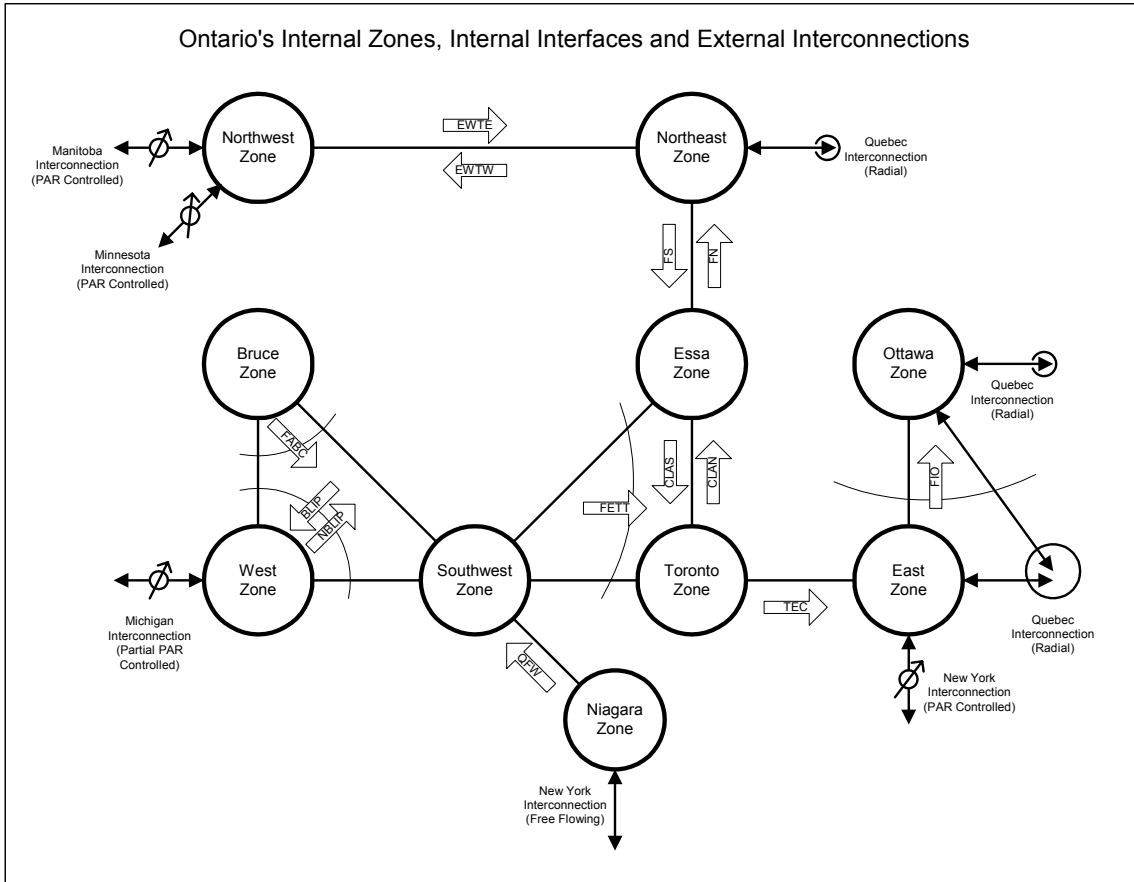 Ontario's Internal Zones, Internal Interfaces and External Interconnections
Northwest
Zone
EWTE
EWTW
Northeast
Zone
Manitoba
Interconnection
(PAR Controlled)
Quebec
Interconnection
(Radial)
Minnesota
Interconnection
(PAR Controlled)
FS
FN
Bruce
Zone
Essa
Zone
Ottawa
Zone
Quebec
Interconnection
(Radial)
FABC
CLAS
CLAN
FIO
BLIP
NBLIP
FETT
West
Zone
Southwest
Zone
Toronto
Zone
East
Zone
TEC
Michigan
Interconnection
(Partial PAR
Controlled)
Quebec
Interconnection
(Radial)
QFW
New York
Interconnection
(PAR Controlled)
Niagara
Zone
New York
Interconnection
(Free Flowing)